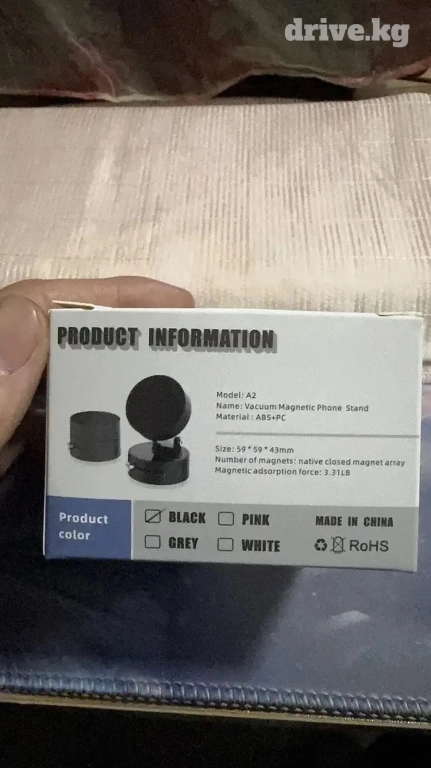 drive.kg
PRODUCT INFORMATION
Model: A2
Name: Vacuum Magnetic Phone Stand
Material: ABS+PC
Size: 59*59*43mm
Number of magnets: native closed magnet array
Magnetic adsorption force: 3.31LB
Product color
BLACK
PINK
GREY
WHITE
MADE IN CHINA
RoHS